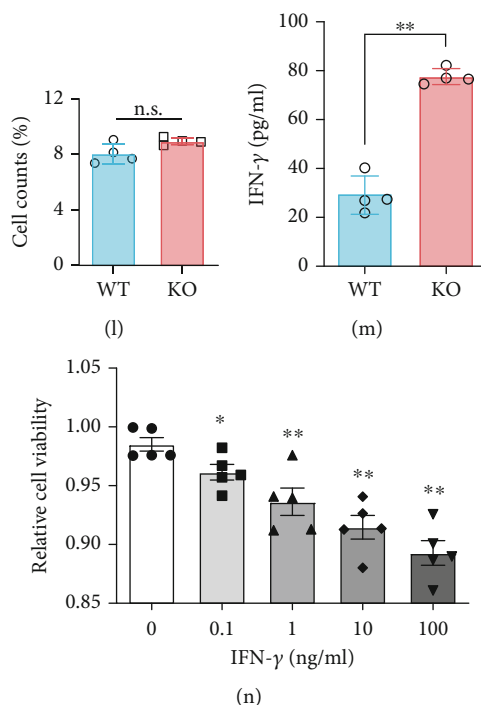 n.s.
Cell counts (%)
12
8
4
0
WT
KO
(l)
**
IFN-γ (pg/ml)
100
80
60
40
20
0
WT
KO
(m)
Relative cell viability
1.05
1.00
0.95
0.90
0.85
*
**
**
**
0
0.1
1
10
100
IFN-γ (ng/ml)
(n)